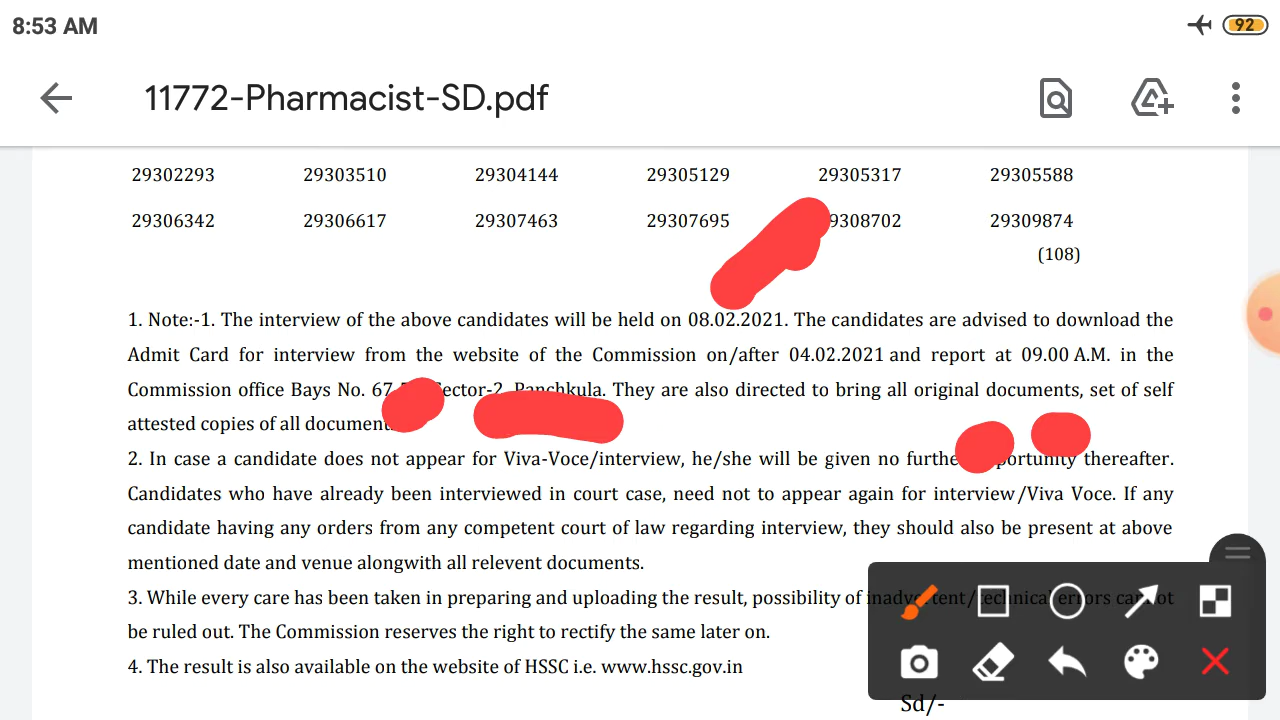 8:53 AM
92
11772-Pharmacist-SD.pdf
29302293 29303510 29304144 29305129 29305317 29305588
29306342 29306617 29307463 29307695 9308702 29309874
(108)
1. Note:-1. The interview of the above candidates will be held on 08.02.2021. The candidates are advised to download the
Admit Card for interview from the website of the Commission on/after 04.02.2021 and report at 09.00 A.M. in the
Commission office Bays No. 67 ector-2, Panchkula. They are also directed to bring all original documents, set of self
attested copies of all document
2. In case a candidate does not appear for Viva-Voce/interview, he/she will be given no furthe portunity thereafter.
Candidates who have already been interviewed in court case, need not to appear again for interview/Viva Voce. If any
candidate having any orders from any competent court of law regarding interview, they should also be present at above
mentioned date and venue alongwith all relevent documents.
3. While every care has been taken in preparing and uploading the result, possibility of inadvertent/technical errors cannot
be ruled out. The Commission reserves the right to rectify the same later on.
4. The result is also available on the website of HSSC i.e. www.hssc.gov.in
Sd/-